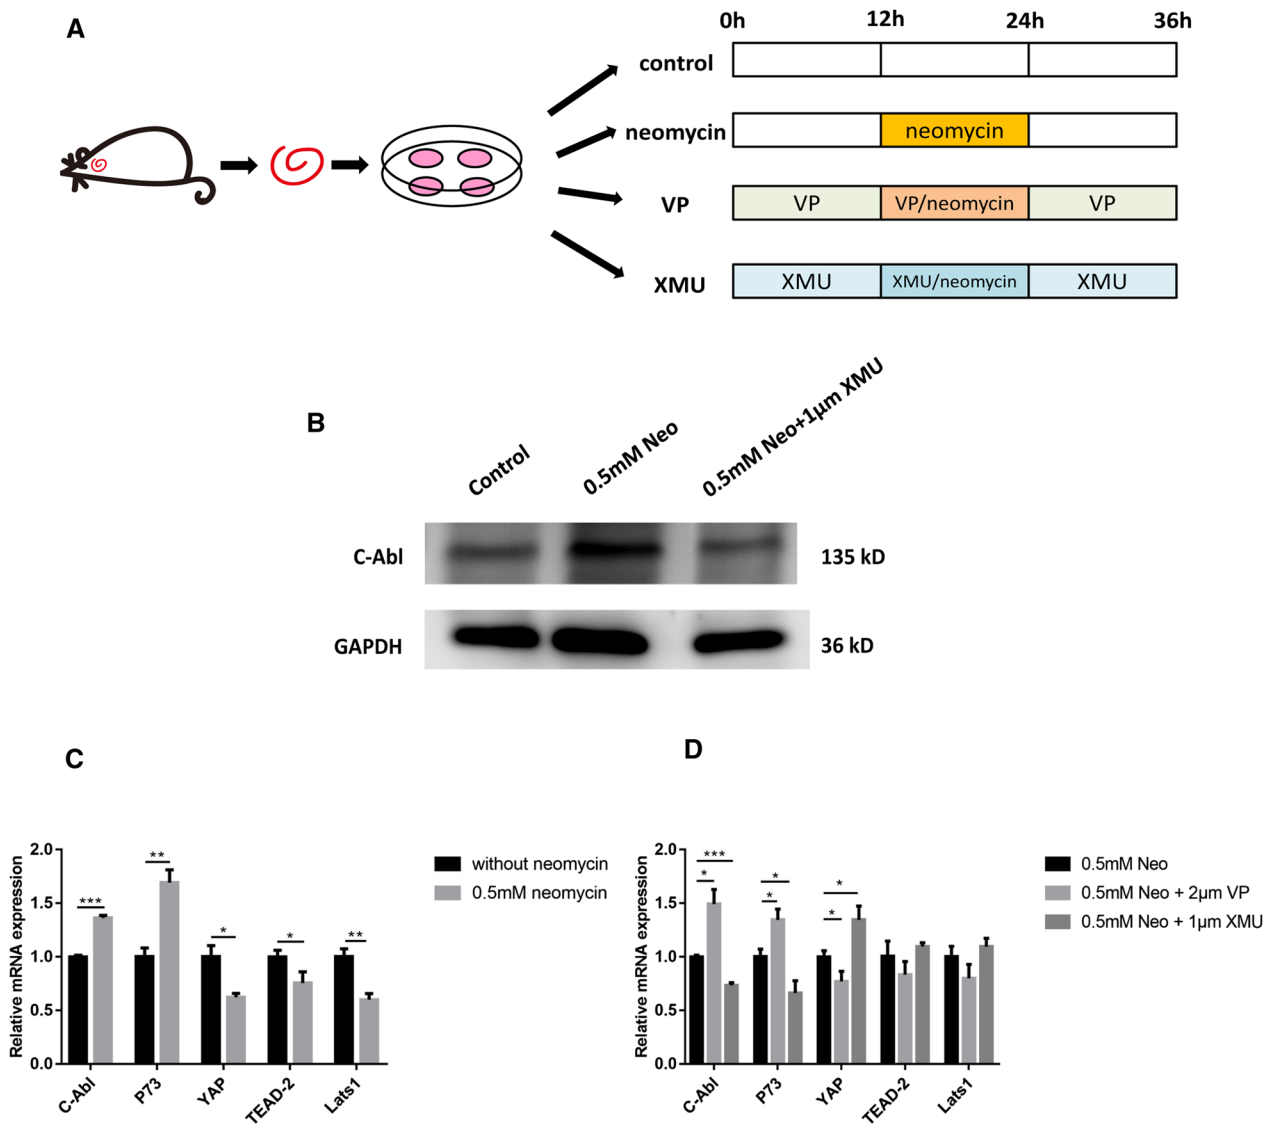 A
0h 12h 24h 36h
control
neomycin neomycin
VP VP VP/neomycin VP
XMU XMU XMU/neomycin XMU
B
Control 0.5mM Neo 0.5mM Neo+1μm XMU
C-Abl 135 kD
GAPDH 36 kD
C
Relative mRNA expression
2.0
1.5
1.0
0.5
0.0
*** ** * * **
C-Abl P73 YAP TEAD-2 Lats1
without neomycin
0.5mM neomycin
D
Relative mRNA expression
2.0
1.5
1.0
0.5
0.0
*** * *
* * *
C-Abl P73 YAP TEAD-2 Lats1
0.5mM Neo
0.5mM Neo + 2μm VP
0.5mM Neo + 1μm XMU